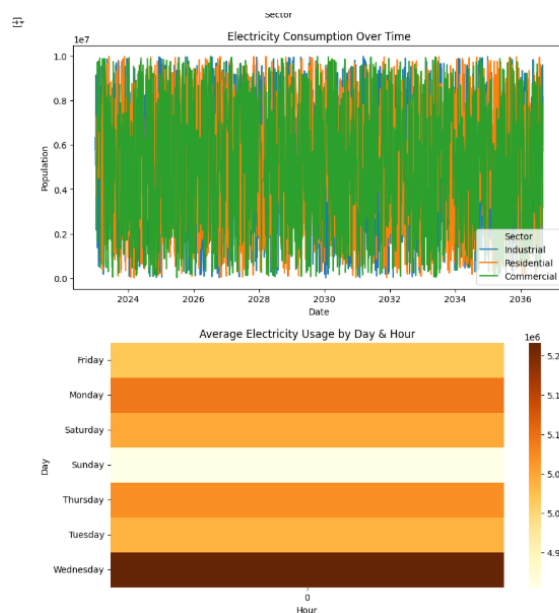 Sector
Electricity Consumption Over Time
1e7
1.0
0.8
0.6
0.4
0.2
0.0
Population
2024 2026 2028 2030 2032 2034 2036
Date
Sector
Industrial
Residential
Commercial
Average Electricity Usage by Day & Hour
1e6
Friday
Monday
Saturday
Sunday
Thursday
Tuesday
Wednesday
Day
0
Hour
5.2
5.1
5.0
4.9